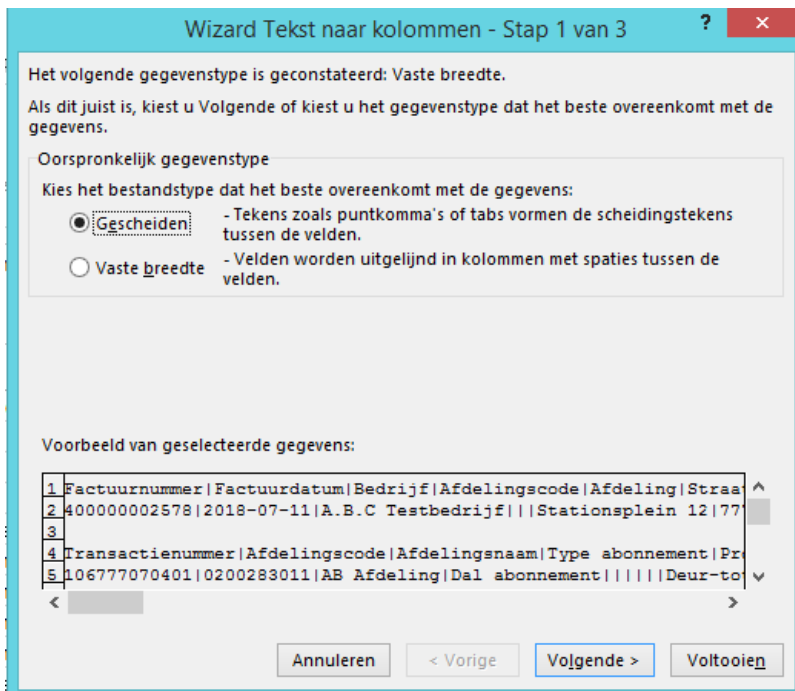 Wizard Tekst naar kolommen - Stap 1 van 3
?
×
Het volgende gegevenstype is geconstateerd: Vaste breedte.
Als dit juist is, kiest u Volgende of kiest u het gegevenstype dat het beste overeenkomt met de
gegevens.
Oorspronkelijk gegevenstype
Kies het bestandstype dat het beste overeenkomt met de gegevens:
Gescheiden - Tekens zoals puntkomma's of tabs vormen de scheidingstekens
tussen de velden.
Vaste breedte - Velden worden uitgelijnd in kolommen met spaties tussen de
velden.
Voorbeeld van geselecteerde gegevens:
1 Factuurnummer|Factuurdatum|Bedrijf|Afdelingscode|Afdeling|Straa
2 400000002578|2018-07-11|A.B.C Testbedrijf|||Stationsplein 12|77
3
4 Transactienummer|Afdelingscode|Afdelingsnaam|Type abonnement|Pr
5 106777070401|0200283011|AB Afdeling|Dal abonnement||||||Deur-to
Annuleren < Vorige Volgende > Voltooien